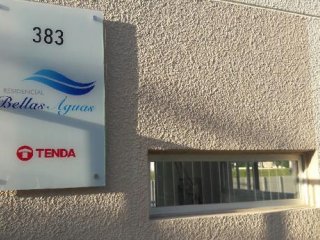 383
RESIDENCIAL
Bellas Aguas
TENDA